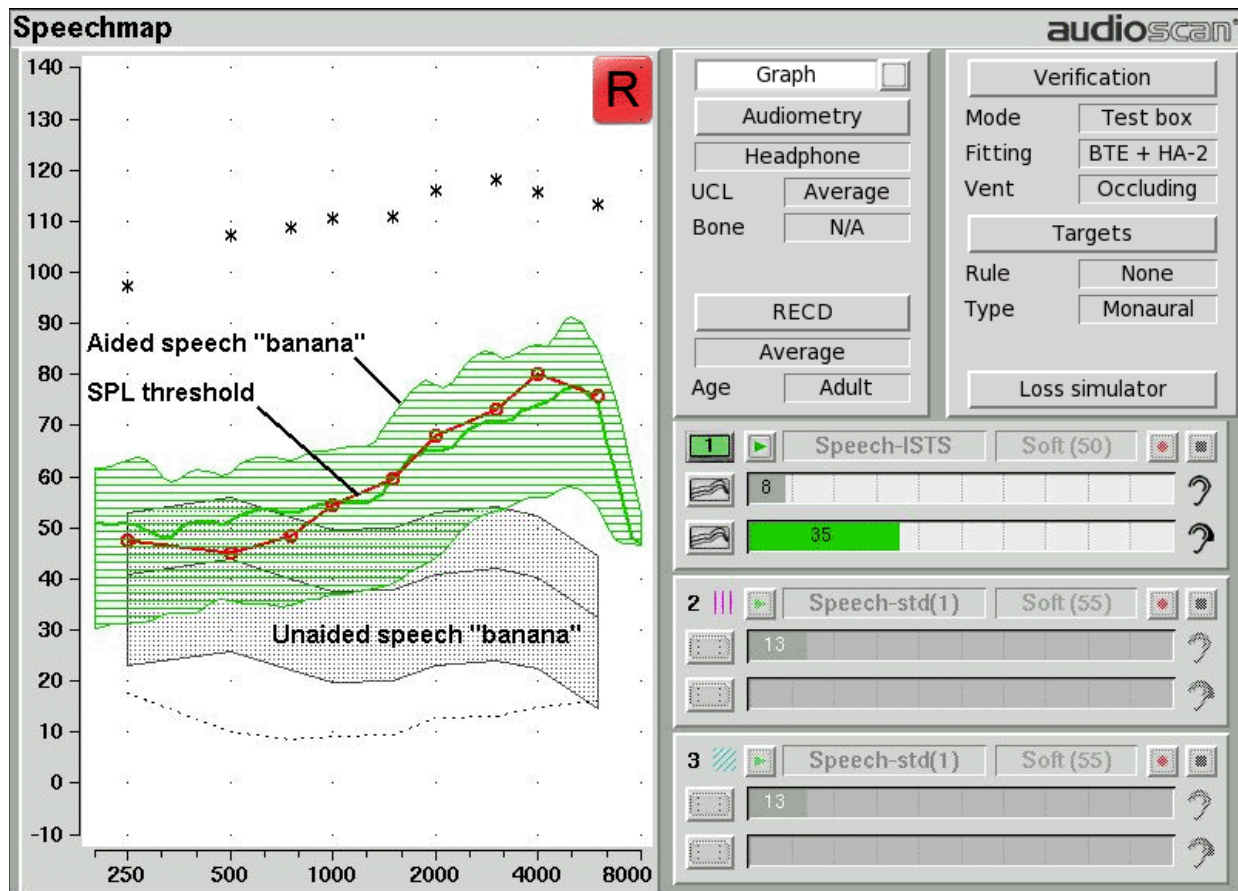 Speechmap
audioscan
140
130
120
110
100
90
80
70
60
50
40
30
20
10
0
-10
R
Aided speech "banana"
SPL threshold
Unaided speech "banana"
250 500 1000 2000 4000 8000
Graph
Audiometry
Headphone
UCL Average
Bone N/A
RECD
Average
Age Adult
Verification
Mode Test box
Fitting BTE + HA-2
Vent Occluding
Targets
Rule None
Type Monaural
Loss simulator
1 Speech-ISTS Soft (50)
8
35
2 Speech-std(1) Soft (55)
13
3 Speech-std(1) Soft (55)
13